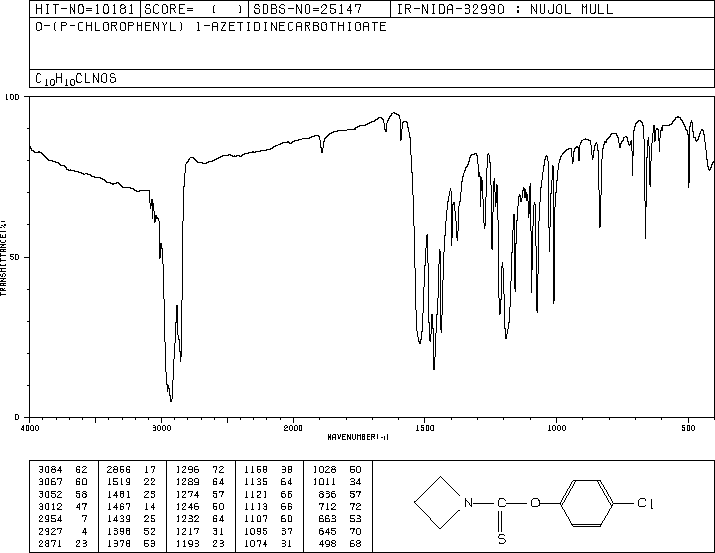 HIT-NO=10181 SCORE= ( ) SDBS-NO=25147 IR-NIDA-32990 : NUJOL MULL
O-(P-CHLOROPHENYL) 1-AZETIDINECARBOTHIOATE
C10H10CLNOS
100
50
0
TRANSMITTANCE(%)
4000 3000 2000 1500 1000 500
WAVENUMBER(-1)
3084 62 2866 17 1296 72 1158 38 1028 50
3067 60 1519 22 1289 64 1135 64 1011 34
3052 58 1481 23 1274 57 1121 66 836 57
3012 47 1467 14 1246 60 1113 66 712 72
2954 7 1439 25 1232 64 1107 60 663 53
2927 4 1398 52 1217 31 1095 37 645 70
2871 23 1378 53 1193 23 1074 31 498 68
N C O Cl
S